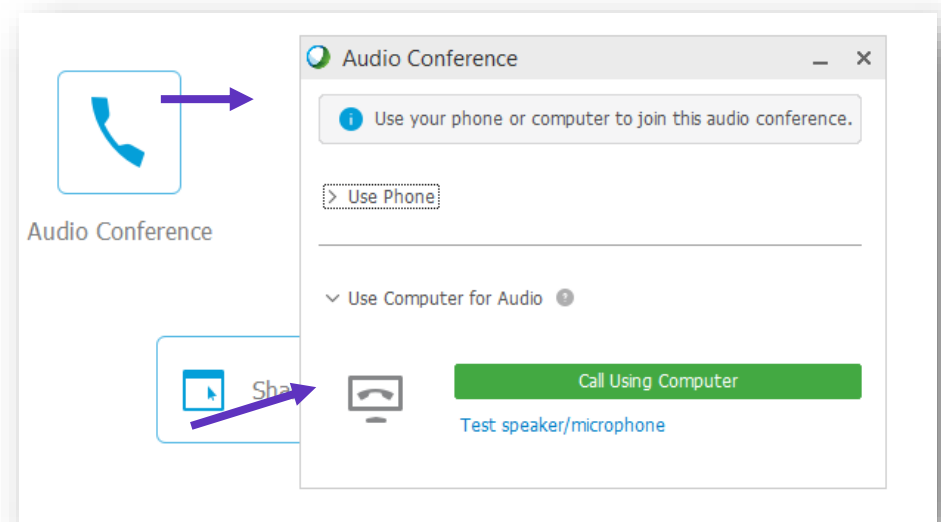 Audio Conference
Use your phone or computer to join this audio conference.
> Use Phone
Audio Conference
Use Computer for Audio ?
Call Using Computer
Test speaker/microphone